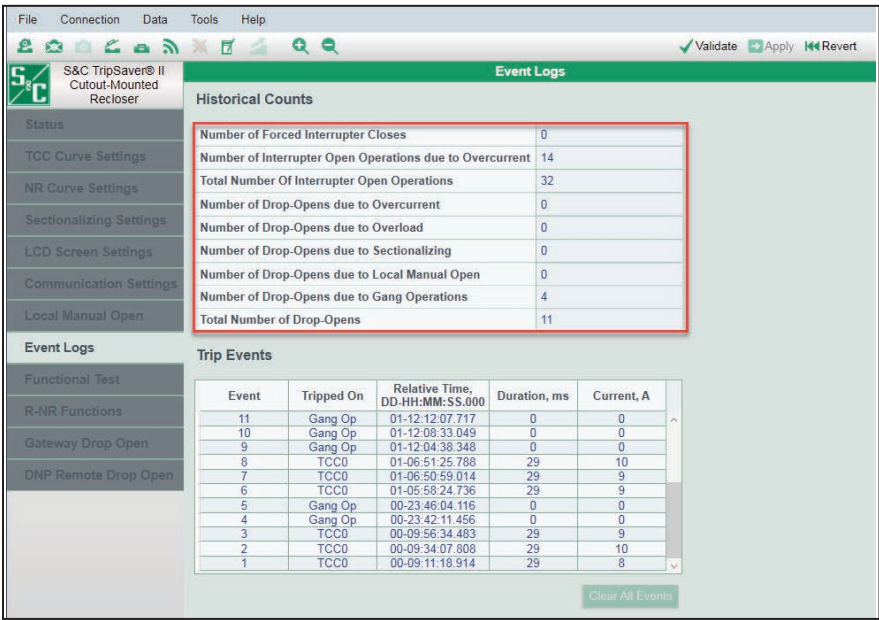 File Connection Data Tools Help
Validate Apply Revert
S&C
S&C TripSaver® II
Cutout-Mounted
Recloser
Event Logs
Status
TCC Curve Settings
NR Curve Settings
Sectionalizing Settings
LCD Screen Settings
Communication Settings
Local Manual Open
Event Logs
Functional Test
R-NR Functions
Gateway Drop Open
DNP Remote Drop Open
Historical Counts
Number of Forced Interrupter Closes 0
Number of Interrupter Open Operations due to Overcurrent 14
Total Number Of Interrupter Open Operations 32
Number of Drop-Opens due to Overcurrent 0
Number of Drop-Opens due to Overload 0
Number of Drop-Opens due to Sectionalizing 0
Number of Drop-Opens due to Local Manual Open 0
Number of Drop-Opens due to Gang Operations 4
Total Number of Drop-Opens 11
Trip Events
Event Tripped On Relative Time, DD-HH:MM:SS.000 Duration, ms Current, A
11 Gang Op 01-12:12:07.717 0 0
10 Gang Op 01-12:08:33.049 0 0
9 Gang Op 01-12:04:38.348 0 0
8 TCC0 01-06:51:25.788 29 10
7 TCC0 01-06:50:59.014 29 9
6 TCC0 01-05:58:24.736 29 9
5 Gang Op 00-23:46:04.116 0 0
4 Gang Op 00-23:42:11.456 0 0
3 TCC0 00-09:56:34.483 29 9
2 TCC0 00-09:34:07.808 29 10
1 TCC0 00-09:11:18.914 29 8
Clear All Events